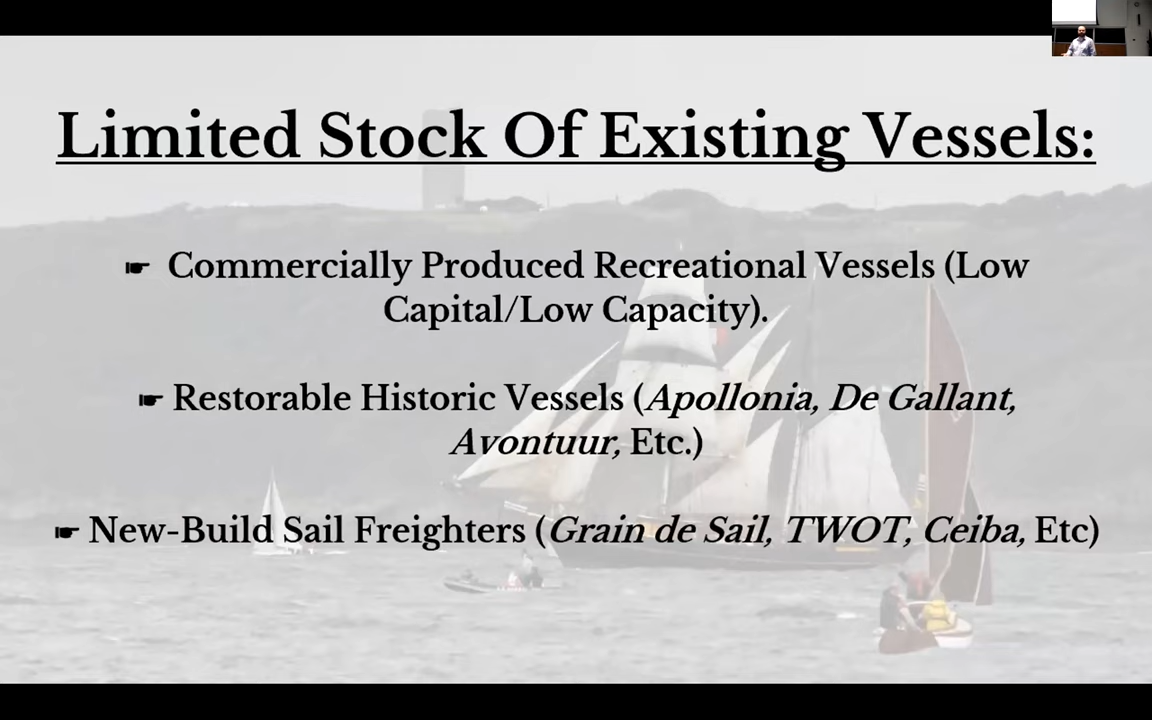 Limited Stock Of Existing Vessels:
☛ Commercially Produced Recreational Vessels (Low
Capital/Low Capacity).
☛ Restorable Historic Vessels (Apollonia, De Gallant,
Avontuur, Etc.)
☛ New-Build Sail Freighters (Grain de Sail, TWOT, Ceiba, Etc)